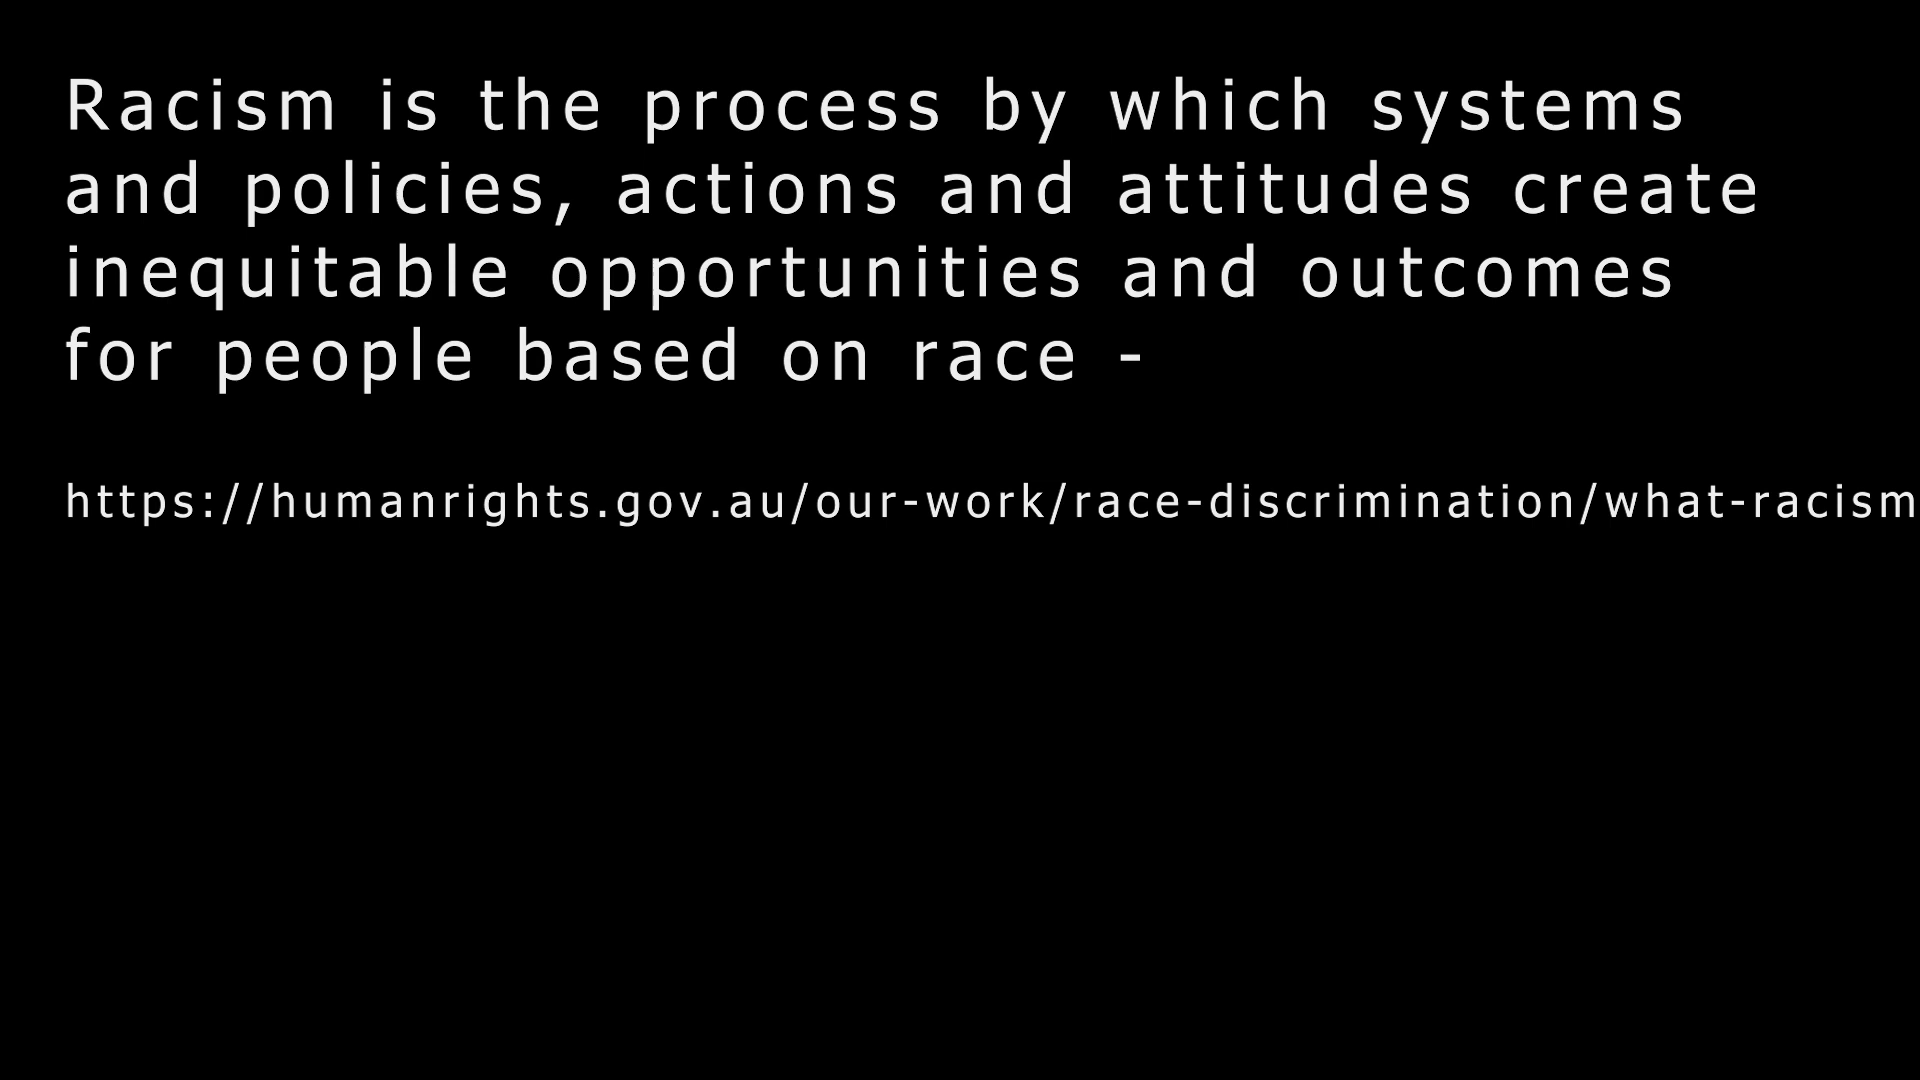 Racism is the process by which systems
and policies, actions and attitudes create
inequitable opportunities and outcomes
for people based on race -
https://humanrights.gov.au/our-work/race-discrimination/what-racism